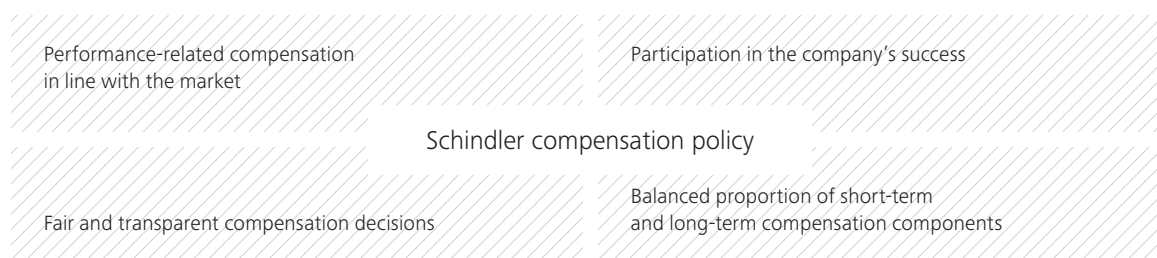 Performance-related compensation
in line with the market
Participation in the company's success
Schindler compensation policy
Fair and transparent compensation decisions
Balanced proportion of short-term
and long-term compensation components